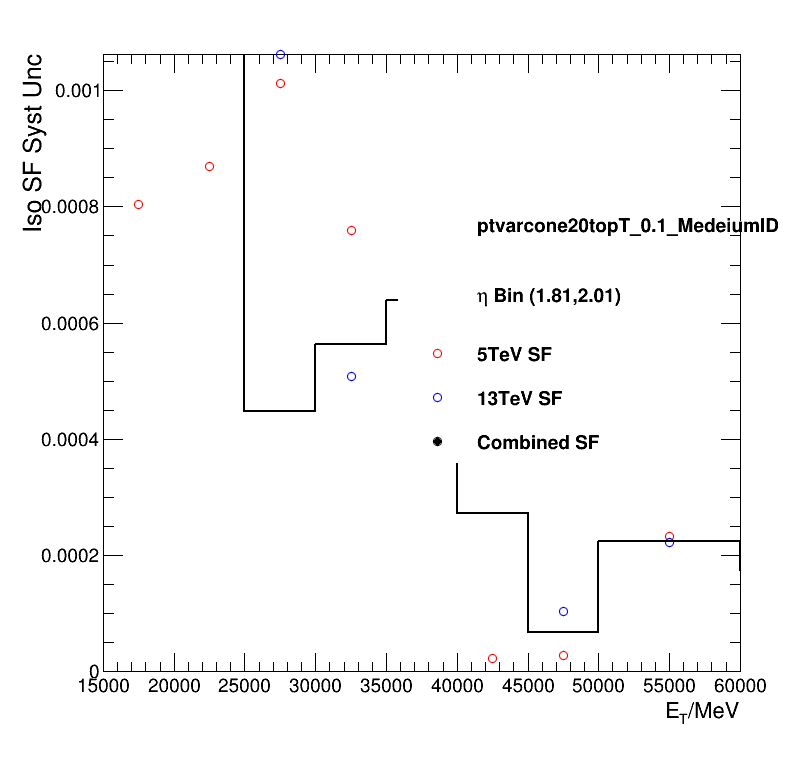 Iso SF Syst Unc
0.001
0.0008
0.0006
0.0004
0.0002
0
ptvarcone20topT_0.1_MedeiumID
η Bin (1.81,2.01)
5TeV SF
13TeV SF
Combined SF
15000 20000 25000 30000 35000 40000 45000 50000 55000 60000
E_T/MeV